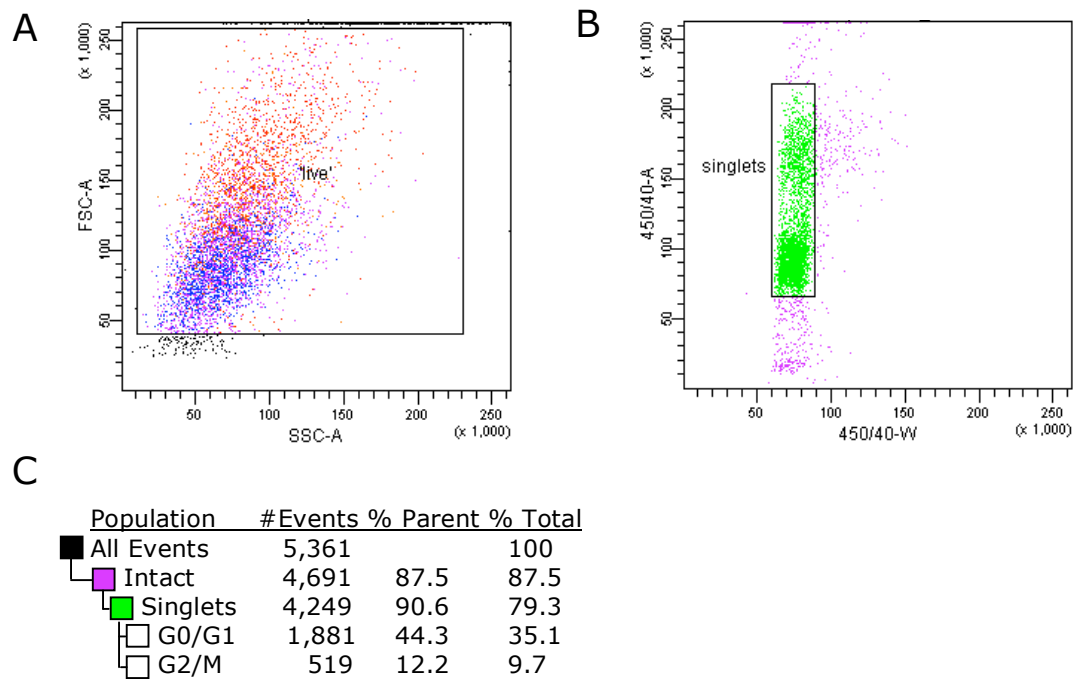 A
FSC-A
(x 1,000)
250
200
150
100
50
'live'
50 100 150 200 250
SSC-A
(x 1,000)
B
450/40-A
(x 1,000)
250
200
150
100
50
singlets
50 100 150 200 250
450/40-W
(x 1,000)
C
Population #Events % Parent % Total
All Events 5,361 100
Intact 4,691 87.5 87.5
Singlets 4,249 90.6 79.3
G0/G1 1,881 44.3 35.1
G2/M 519 12.2 9.7